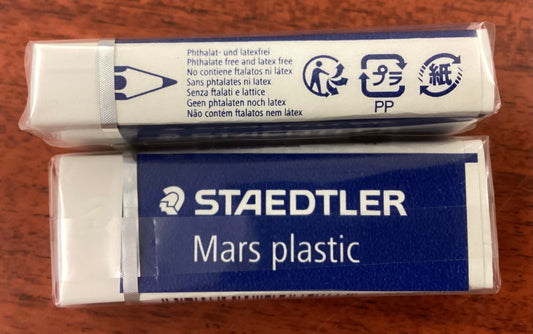 Phthalat- und latexfrei
Phthalate free and latex free
No contiene ftalatos ni látex
Sans phtalates ni latex
Senza ftalati e lattice
Geen phtalaten noch latex
Não contém ftalatos nem látex
プラ
PP
紙
STAEDTLER
Mars plastic